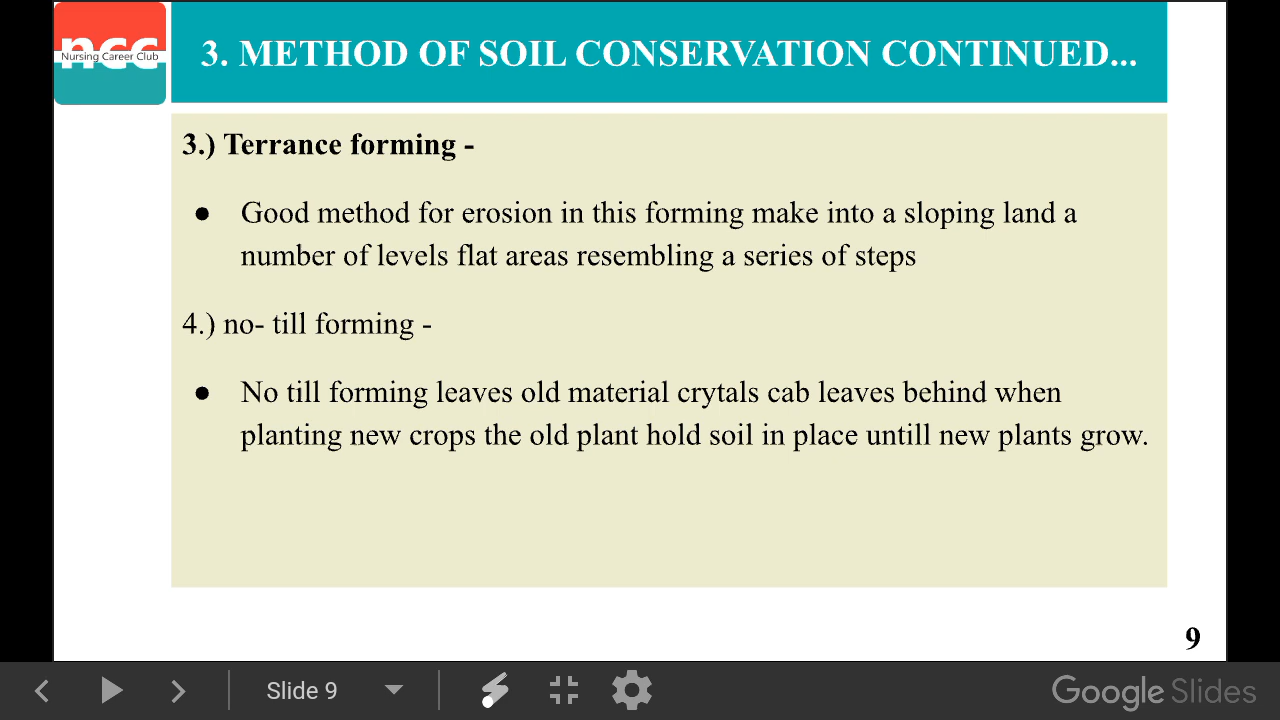 ncc
Nursing Career Club
3. METHOD OF SOIL CONSERVATION CONTINUED...
3.) Terrance forming -
● Good method for erosion in this forming make into a sloping land a
number of levels flat areas resembling a series of steps
4.) no- till forming -
● No till forming leaves old material crytals cab leaves behind when
planting new crops the old plant hold soil in place untill new plants grow.
9
Slide 9
Google Slides